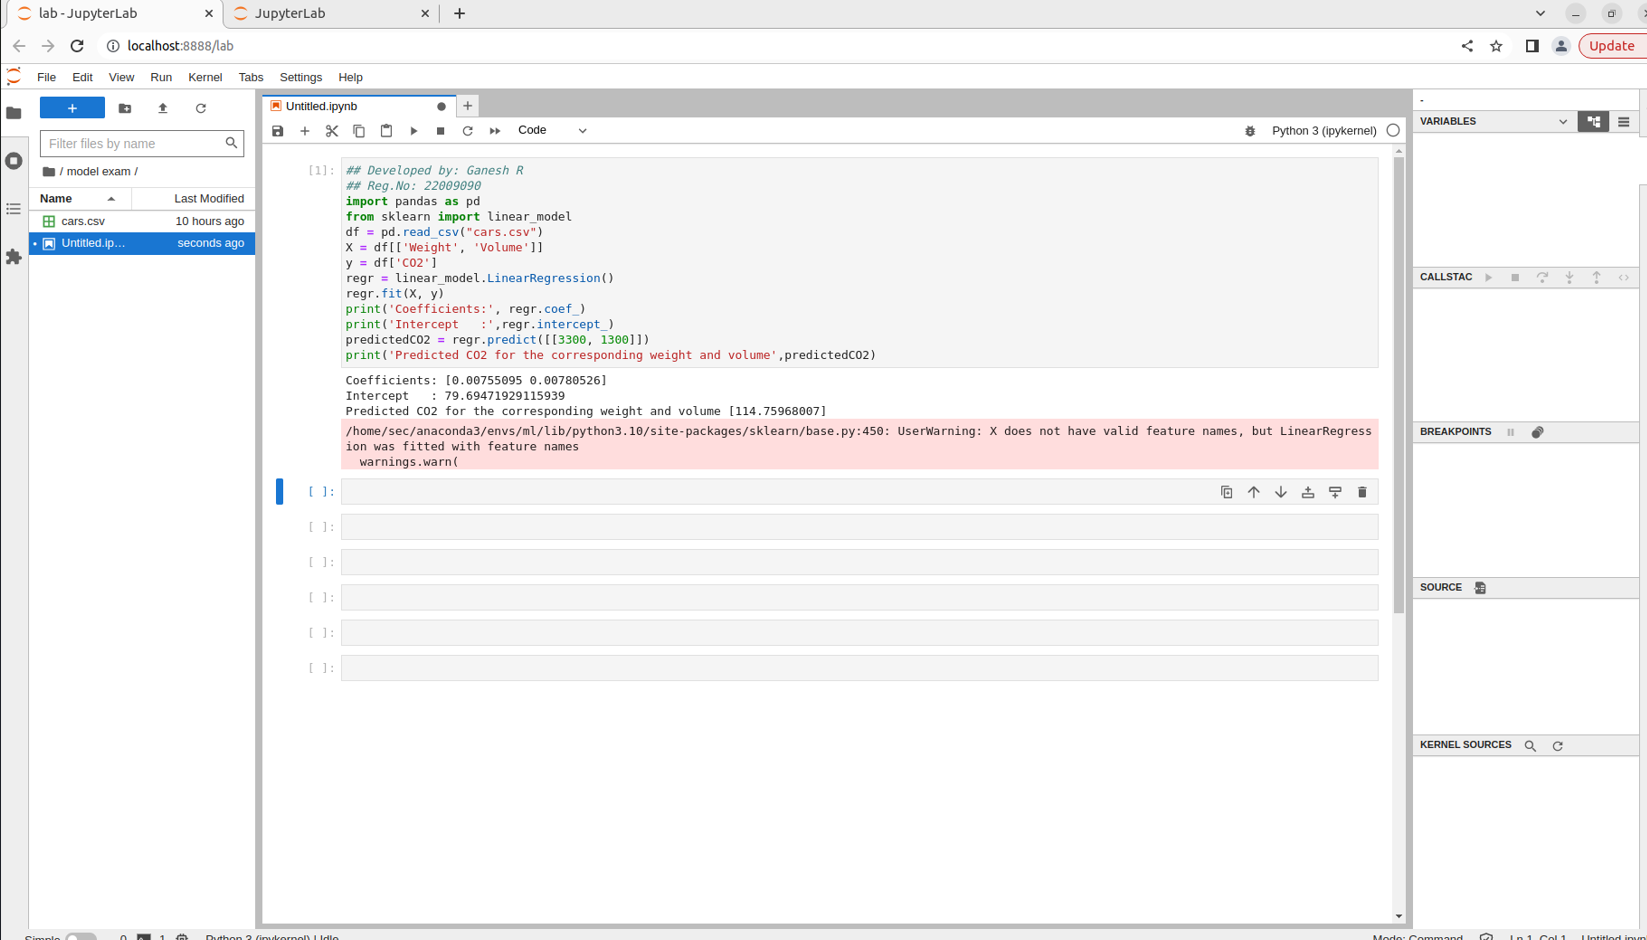 lab - JupyterLab
JupyterLab
localhost:8888/lab
Update
File Edit View Run Kernel Tabs Settings Help
Filter files by name
/ model exam /
Name Last Modified
cars.csv 10 hours ago
Untitled.ip… seconds ago
Untitled.ipynb
Code
Python 3 (ipykernel)
[1]:
## Developed by: Ganesh R
## Reg.No: 22009090
import pandas as pd
from sklearn import linear_model
df = pd.read_csv("cars.csv")
X = df[['Weight', 'Volume']]
y = df['CO2']
regr = linear_model.LinearRegression()
regr.fit(X, y)
print('Coefficients:', regr.coef_)
print('Intercept   :',regr.intercept_)
predictedCO2 = regr.predict([[3300, 1300]])
print('Predicted CO2 for the corresponding weight and volume',predictedCO2)
Coefficients: [0.00755095 0.00780526]
Intercept   : 79.69471929115939
Predicted CO2 for the corresponding weight and volume [114.75968007]
/home/sec/anaconda3/envs/ml/lib/python3.10/site-packages/sklearn/base.py:450: UserWarning: X does not have valid feature names, but LinearRegress
ion was fitted with feature names
  warnings.warn(
[ ]:
[ ]:
[ ]:
[ ]:
[ ]:
[ ]:
-
VARIABLES
CALLSTAC
BREAKPOINTS
SOURCE
KERNEL SOURCES
Simple 0 1 Python 3 (ipykernel) | Idle Mode: Command Ln 1, Col 1